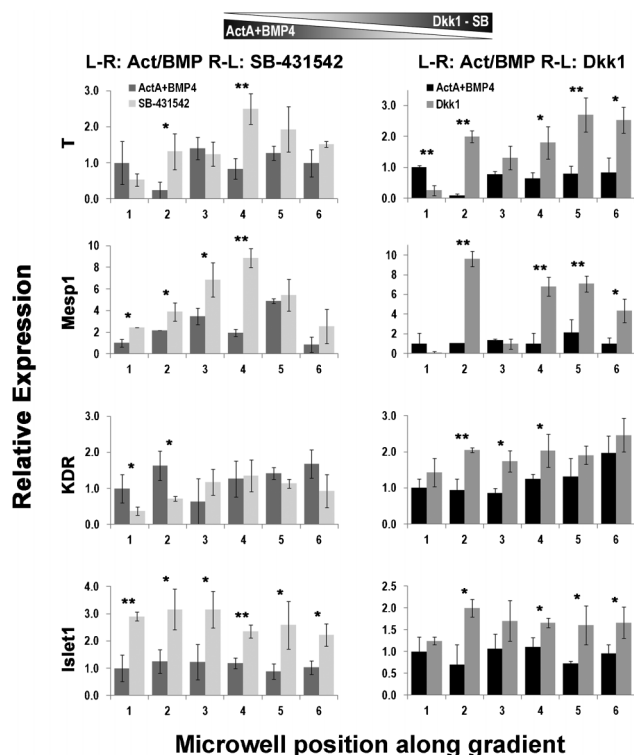 Dkk1 - SB
ActA+BMP4
L-R: Act/BMP R-L: SB-431542
L-R: Act/BMP R-L: Dkk1
ActA+BMP4
SB-431542
T
3.0
2.0
1.0
0.0
* **
1 2 3 4 5 6
ActA+BMP4
Dkk1
3.0
2.0
1.0
0.0
** ** * ** *
1 2 3 4 5 6
Mesp1
10
8
6
4
2
0
* * * **
1 2 3 4 5 6
10
8
6
4
2
0
** ** ** *
1 2 3 4 5 6
Relative Expression
KDR
3.0
2.0
1.0
0.0
* *
1 2 3 4 5 6
3.0
2.0
1.0
0.0
** * *
1 2 3 4 5 6
Islet1
4.0
3.0
2.0
1.0
0.0
** * * ** * *
1 2 3 4 5 6
2.5
2.0
1.5
1.0
0.5
0.0
* * * *
1 2 3 4 5 6
Microwell position along gradient